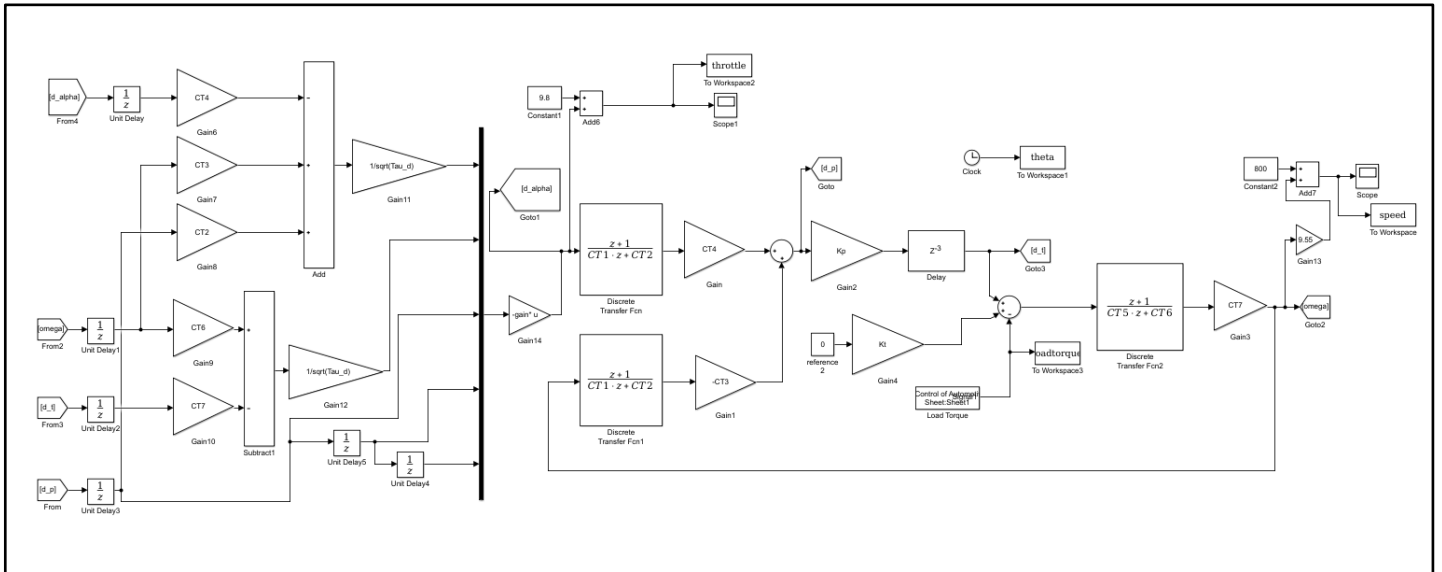 [d_alpha]
From4
1
z
Unit Delay
CT4
Gain6
CT3
Gain7
CT2
Gain8
-
+
+
Add
1/sqrt(Tau_d)
Gain11
[omega]
From2
1
z
Unit Delay1
CT6
Gain9
[d_t]
From3
1
z
Unit Delay2
CT7
Gain10
+
-
Subtract1
1/sqrt(Tau_d)
Gain12
[d_p]
From
1
z
Unit Delay3
1
z
Unit Delay5
1
z
Unit Delay4
-gain* u
Gain14
[d_alpha]
Goto1
9.8
Constant1
+
+
Add6
throttle
To Workspace2
Scope1
z + 1
CT1 · z + CT2
Discrete
Transfer Fcn
CT4
Gain
z + 1
CT1 · z + CT2
Discrete
Transfer Fcn1
-CT3
Gain1
+
+
[d_p]
Goto
Kp
Gain2
z-3
Delay
[d_t]
Goto3
0
reference
2
Kt
Gain4
+
+
-
oadtorqu
To Workspace3
Control of Automoti
Sheet:Sheet1
Load Torque
Clock
theta
To Workspace1
z + 1
CT5 · z + CT6
Discrete
Transfer Fcn2
CT7
Gain3
[omega]
Goto2
9.55
Gain13
800
Constant2
+
+
Add7
Scope
speed
To Workspace